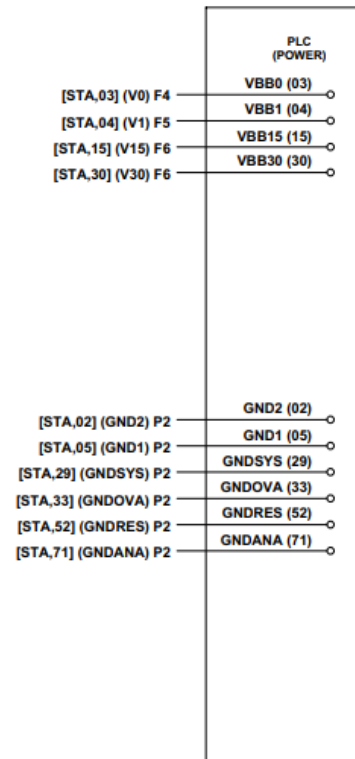 PLC
(POWER)
[STA,03] (V0) F4 VBB0 (03)
[STA,04] (V1) F5 VBB1 (04)
[STA,15] (V15) F6 VBB15 (15)
[STA,30] (V30) F6 VBB30 (30)
[STA,02] (GND2) P2 GND2 (02)
[STA,05] (GND1) P2 GND1 (05)
[STA,29] (GNDSYS) P2 GNDSYS (29)
[STA,33] (GNDOVA) P2 GNDOVA (33)
[STA,52] (GNDRES) P2 GNDRES (52)
[STA,71] (GNDANA) P2 GNDANA (71)